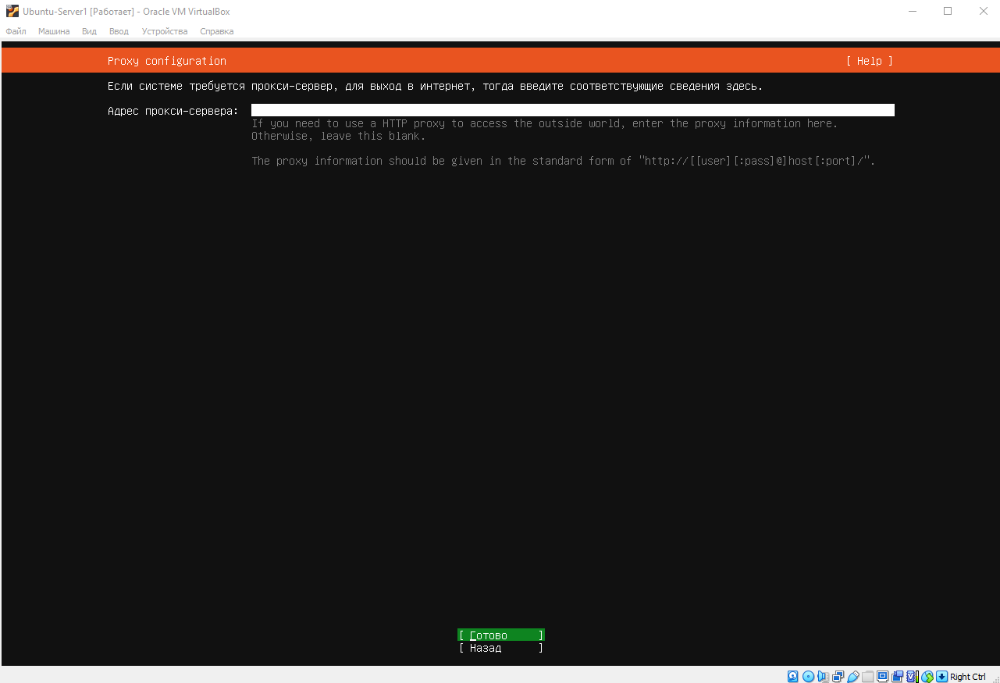 Ubuntu-Server1 [Работает] - Oracle VM VirtualBox
Файл Машина Вид Ввод Устройства Справка
Proxy configuration [ Help ]
Если системе требуется прокси-сервер, для выход в интернет, тогда введите соответствующие сведения здесь.
Адрес прокси-сервера:
If you need to use a HTTP proxy to access the outside world, enter the proxy information here.
Otherwise, leave this blank.
The proxy information should be given in the standard form of "http://[[user][:pass]@]host[:port]/".
[ Готово ]
[ Назад ]
Right Ctrl